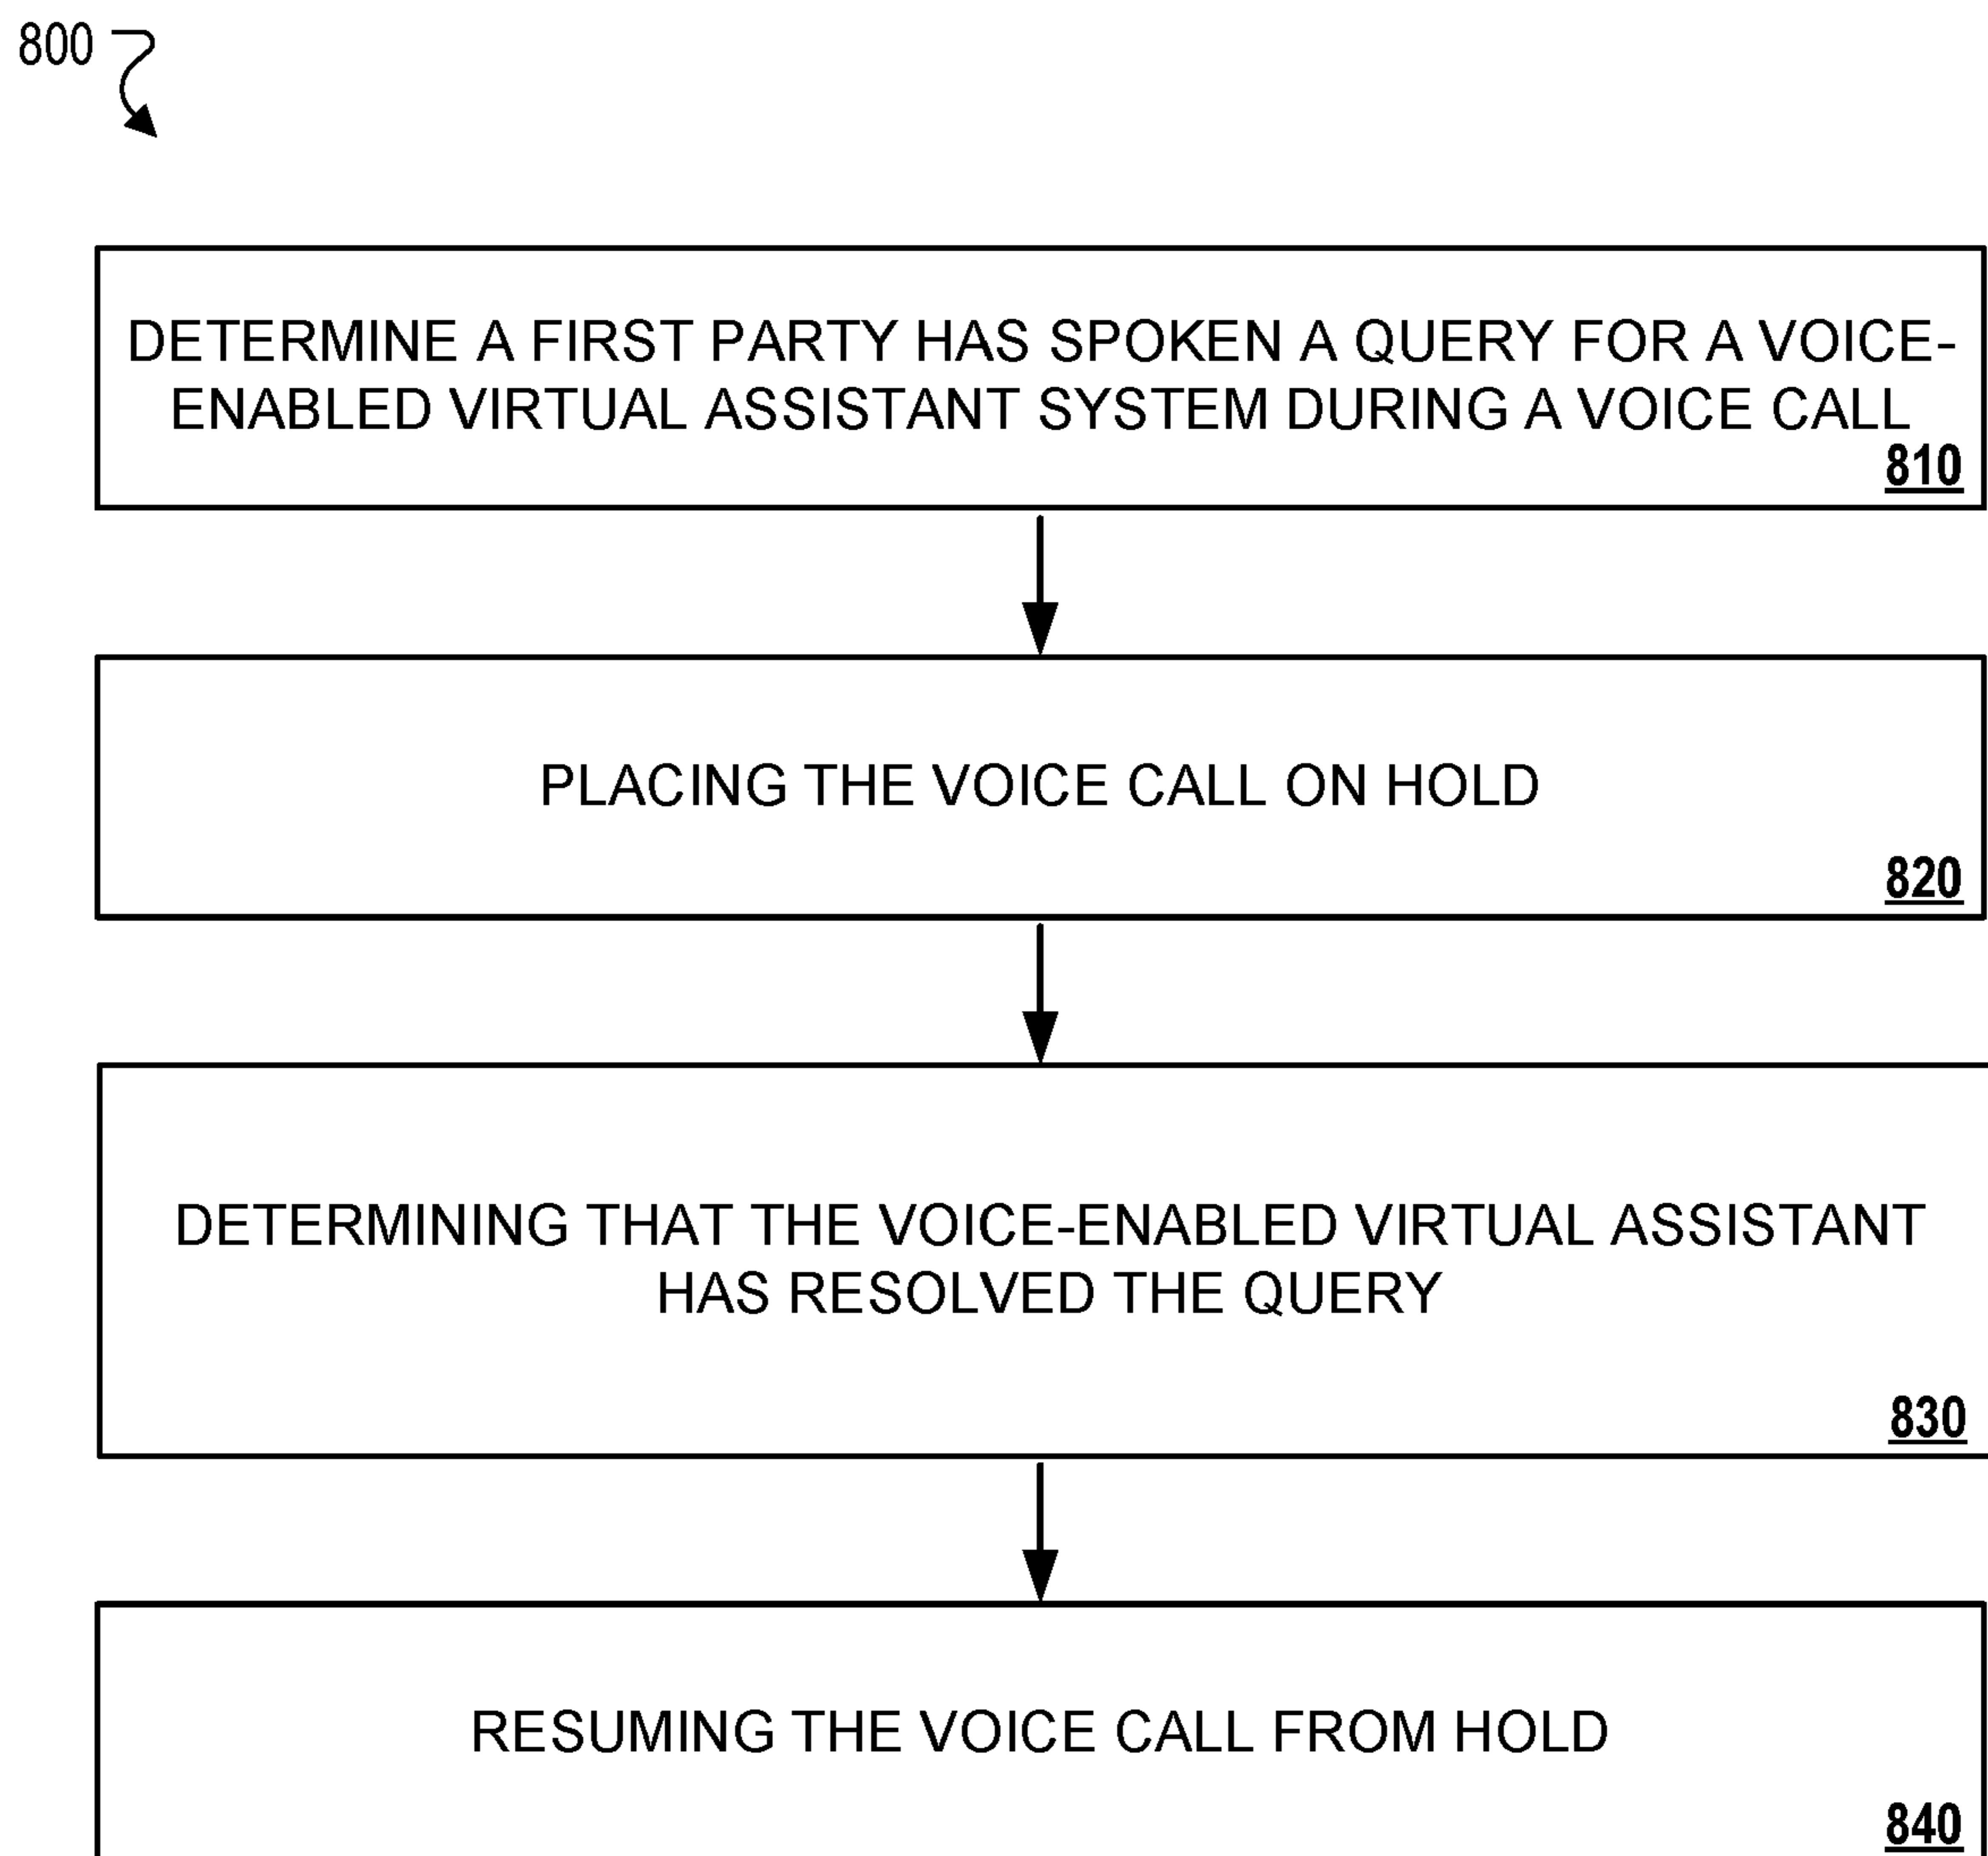 800
DETERMINE A FIRST PARTY HAS SPOKEN A QUERY FOR A VOICE-
ENABLED VIRTUAL ASSISTANT SYSTEM DURING A VOICE CALL
810
PLACING THE VOICE CALL ON HOLD
820
DETERMINING THAT THE VOICE-ENABLED VIRTUAL ASSISTANT
HAS RESOLVED THE QUERY
830
RESUMING THE VOICE CALL FROM HOLD
840